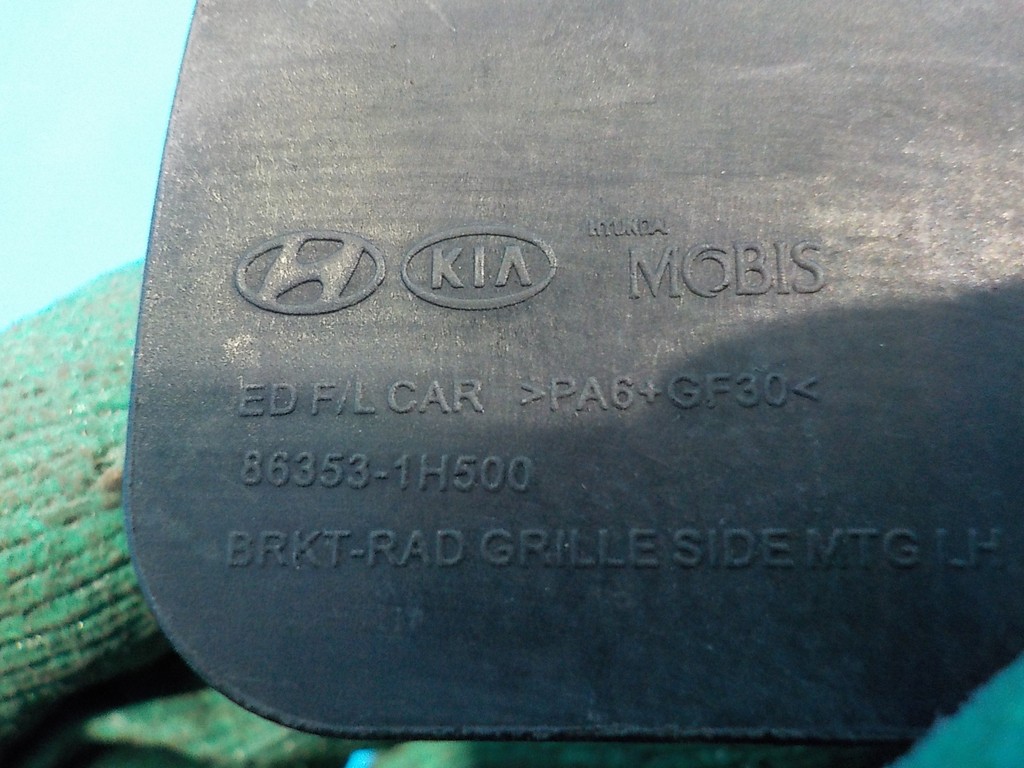 KIA HYUNDAI MOBIS
ED F/L CAR >PA6+GF30<
86353-1H500
BRKT-RAD GRILLE SIDE MTG LH